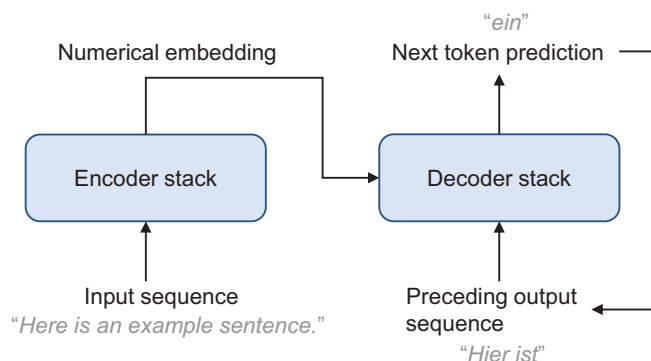 “ein”
Numerical embedding
Next token prediction
Encoder stack
Decoder stack
Input sequence
“Here is an example sentence.”
Preceding output
sequence
“Hier ist”